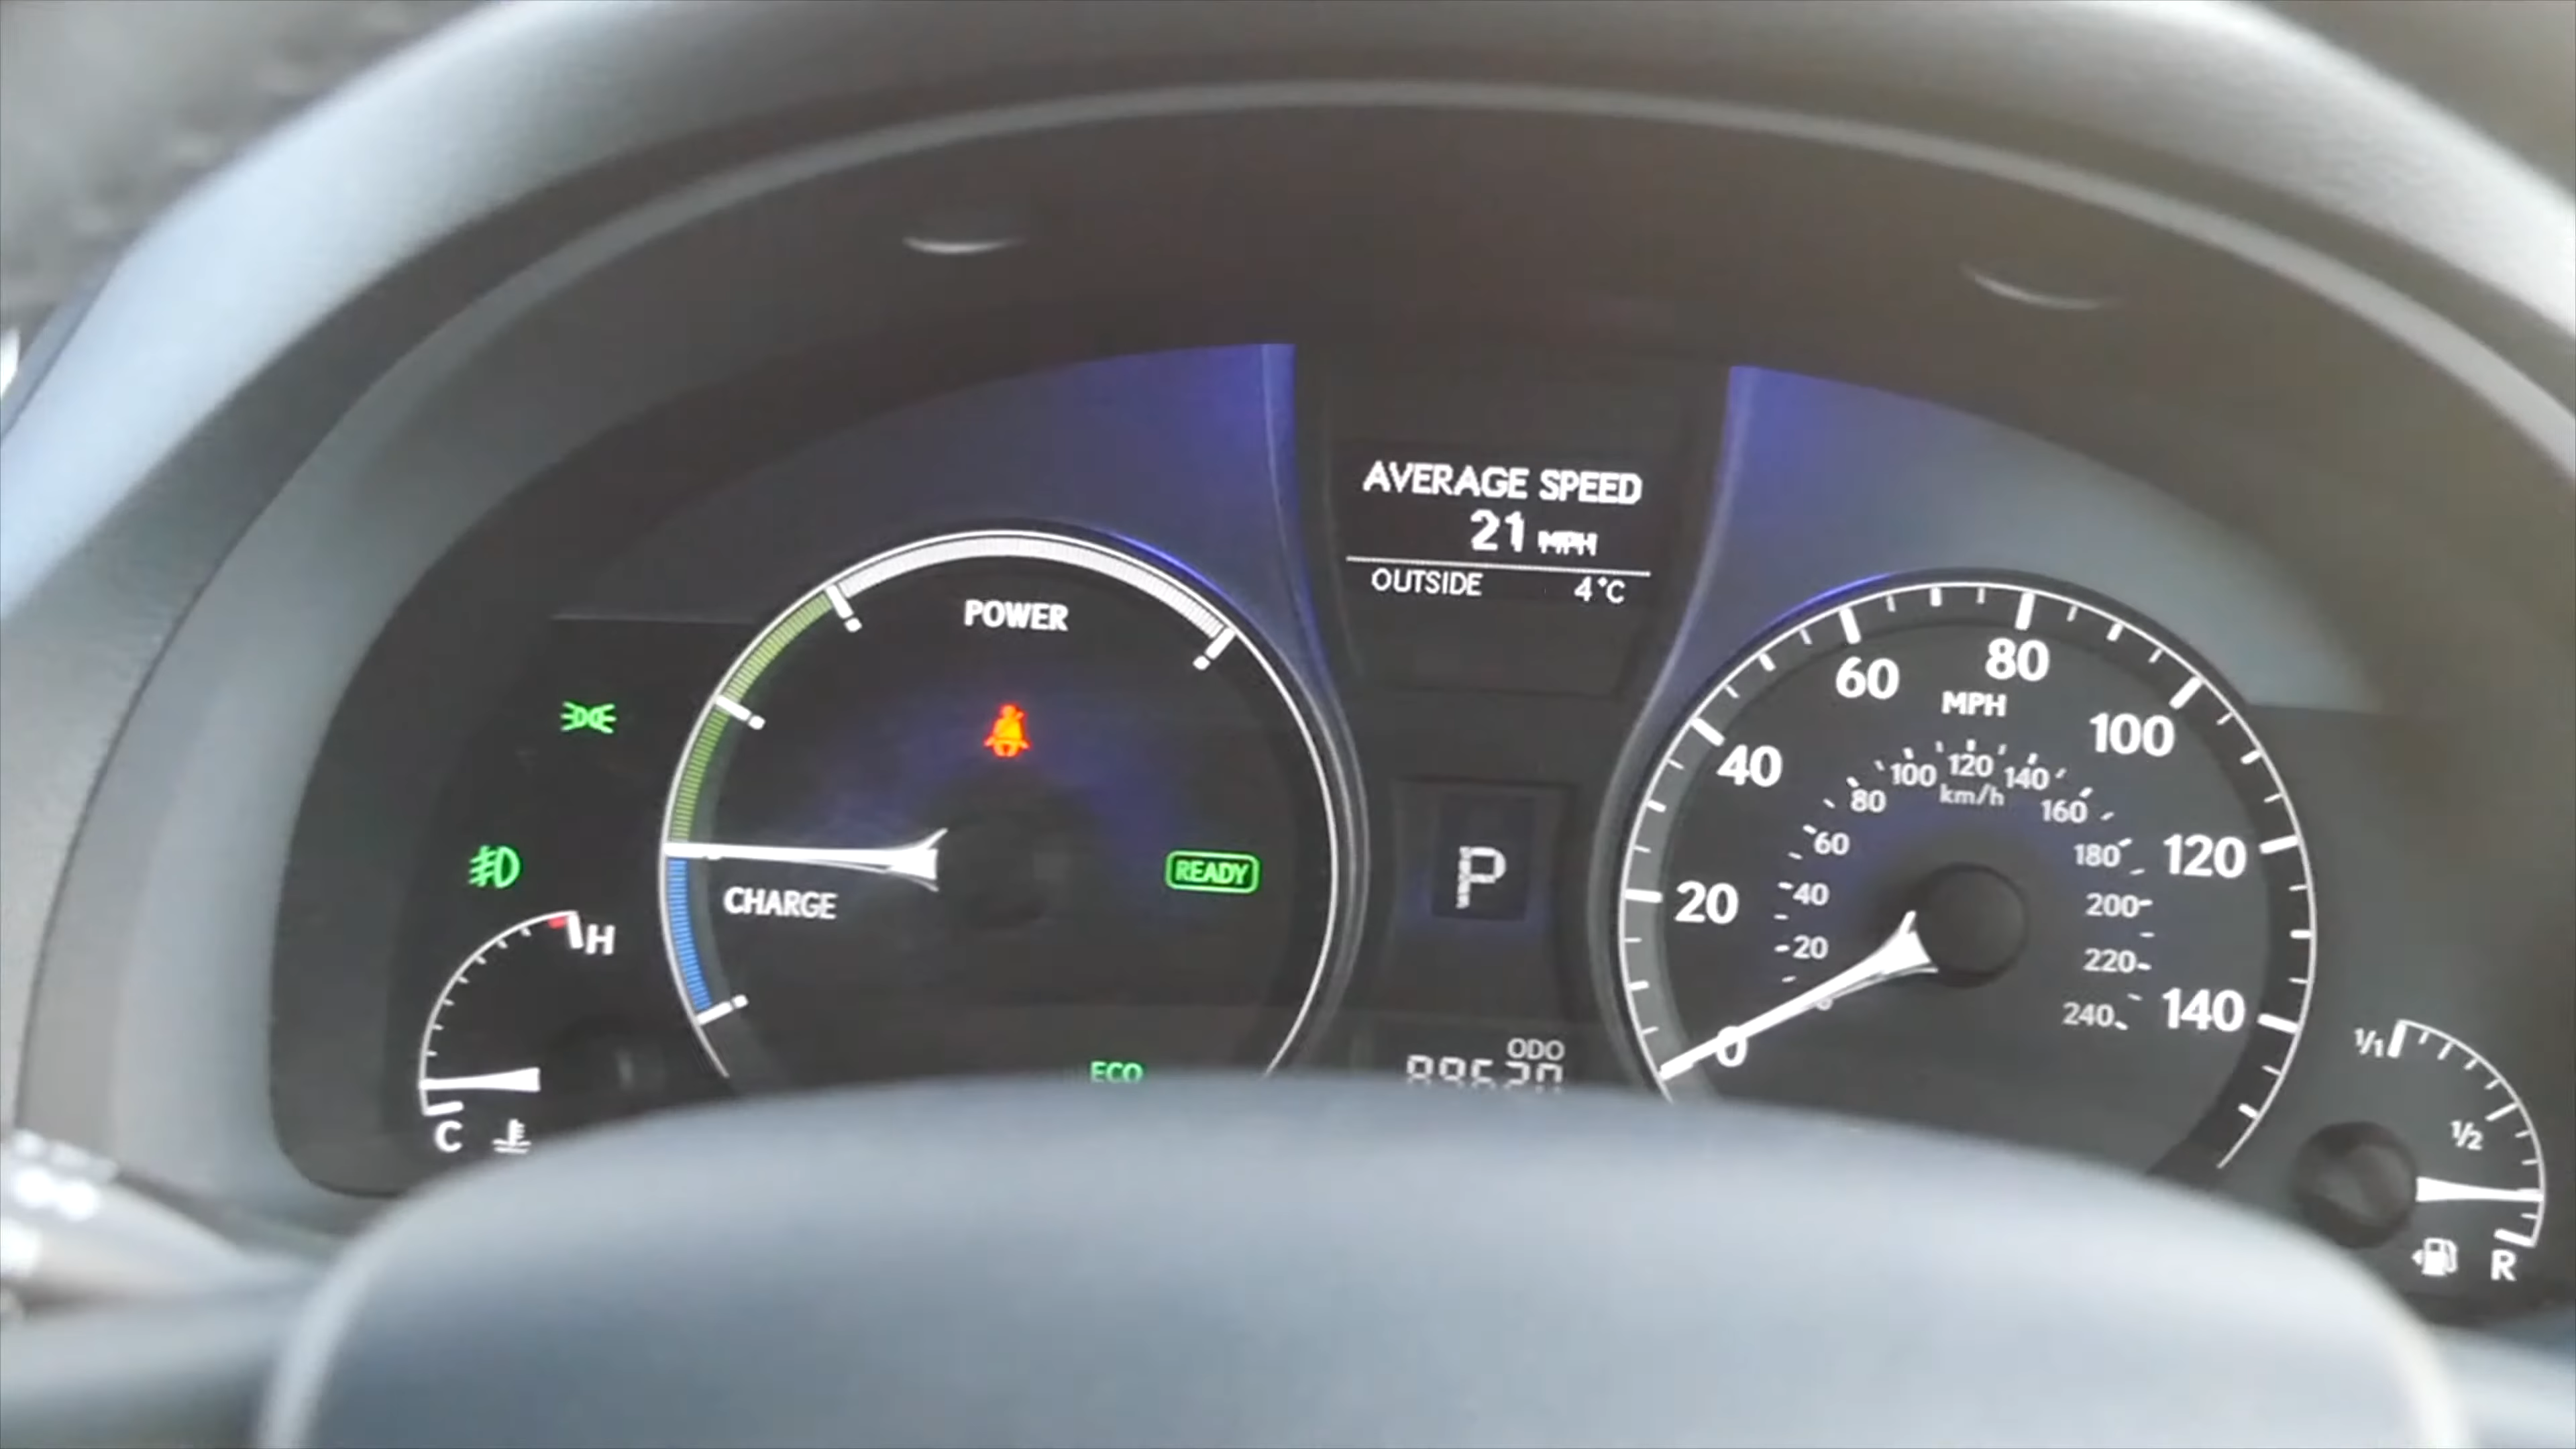 AVERAGE SPEED
21 MPH
OUTSIDE 4°C
POWER
CHARGE
READY
ECO
H
C
P
ODO
MPH
0
20
40
60
80
100
120
140
km/h
20
40
60
80
100
120
140
160
180
200
220
240
1/1
1/2
R